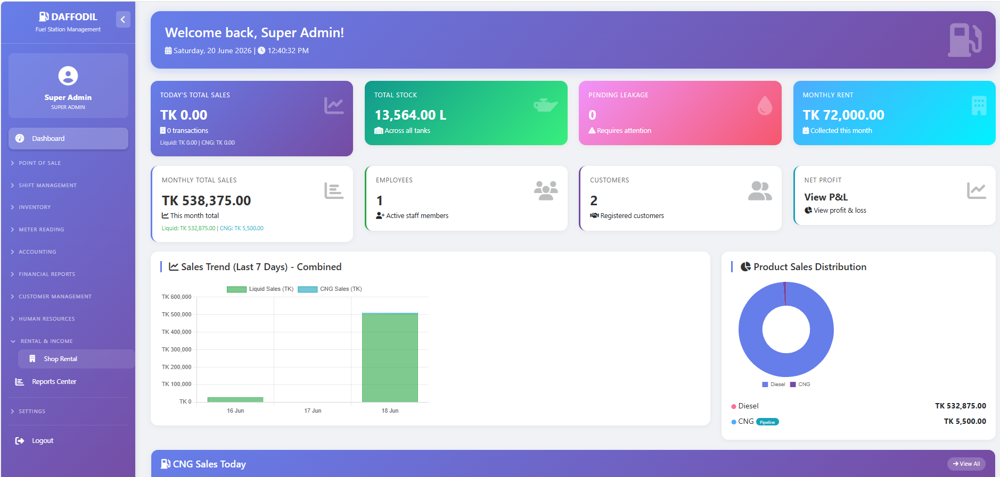 DAFFODIL
Fuel Station Management
Super Admin
SUPER ADMIN
Dashboard
POINT OF SALE
SHIFT MANAGEMENT
INVENTORY
METER READING
ACCOUNTING
FINANCIAL REPORTS
CUSTOMER MANAGEMENT
HUMAN RESOURCES
RENTAL & INCOME
Shop Rental
Reports Center
SETTINGS
Logout
Welcome back, Super Admin!
Saturday, 20 June 2026 | 12:40:32 PM
TODAY'S TOTAL SALES
TK 0.00
0 transactions
Liquid: TK 0.00 | CNG: TK 0.00
TOTAL STOCK
13,564.00 L
Across all tanks
PENDING LEAKAGE
0
Requires attention
MONTHLY RENT
TK 72,000.00
Collected this month
MONTHLY TOTAL SALES
TK 538,375.00
This month total
Liquid: TK 532,875.00 | CNG: TK 5,500.00
EMPLOYEES
1
Active staff members
CUSTOMERS
2
Registered customers
NET PROFIT
View P&L
View profit & loss
Sales Trend (Last 7 Days) - Combined
Liquid Sales (TK) CNG Sales (TK)
TK 600,000
TK 500,000
TK 400,000
TK 300,000
TK 200,000
TK 100,000
TK 0
16 Jun 17 Jun 18 Jun
Product Sales Distribution
Diesel CNG
Diesel TK 532,875.00
CNG Pipeline TK 5,500.00
CNG Sales Today
View All